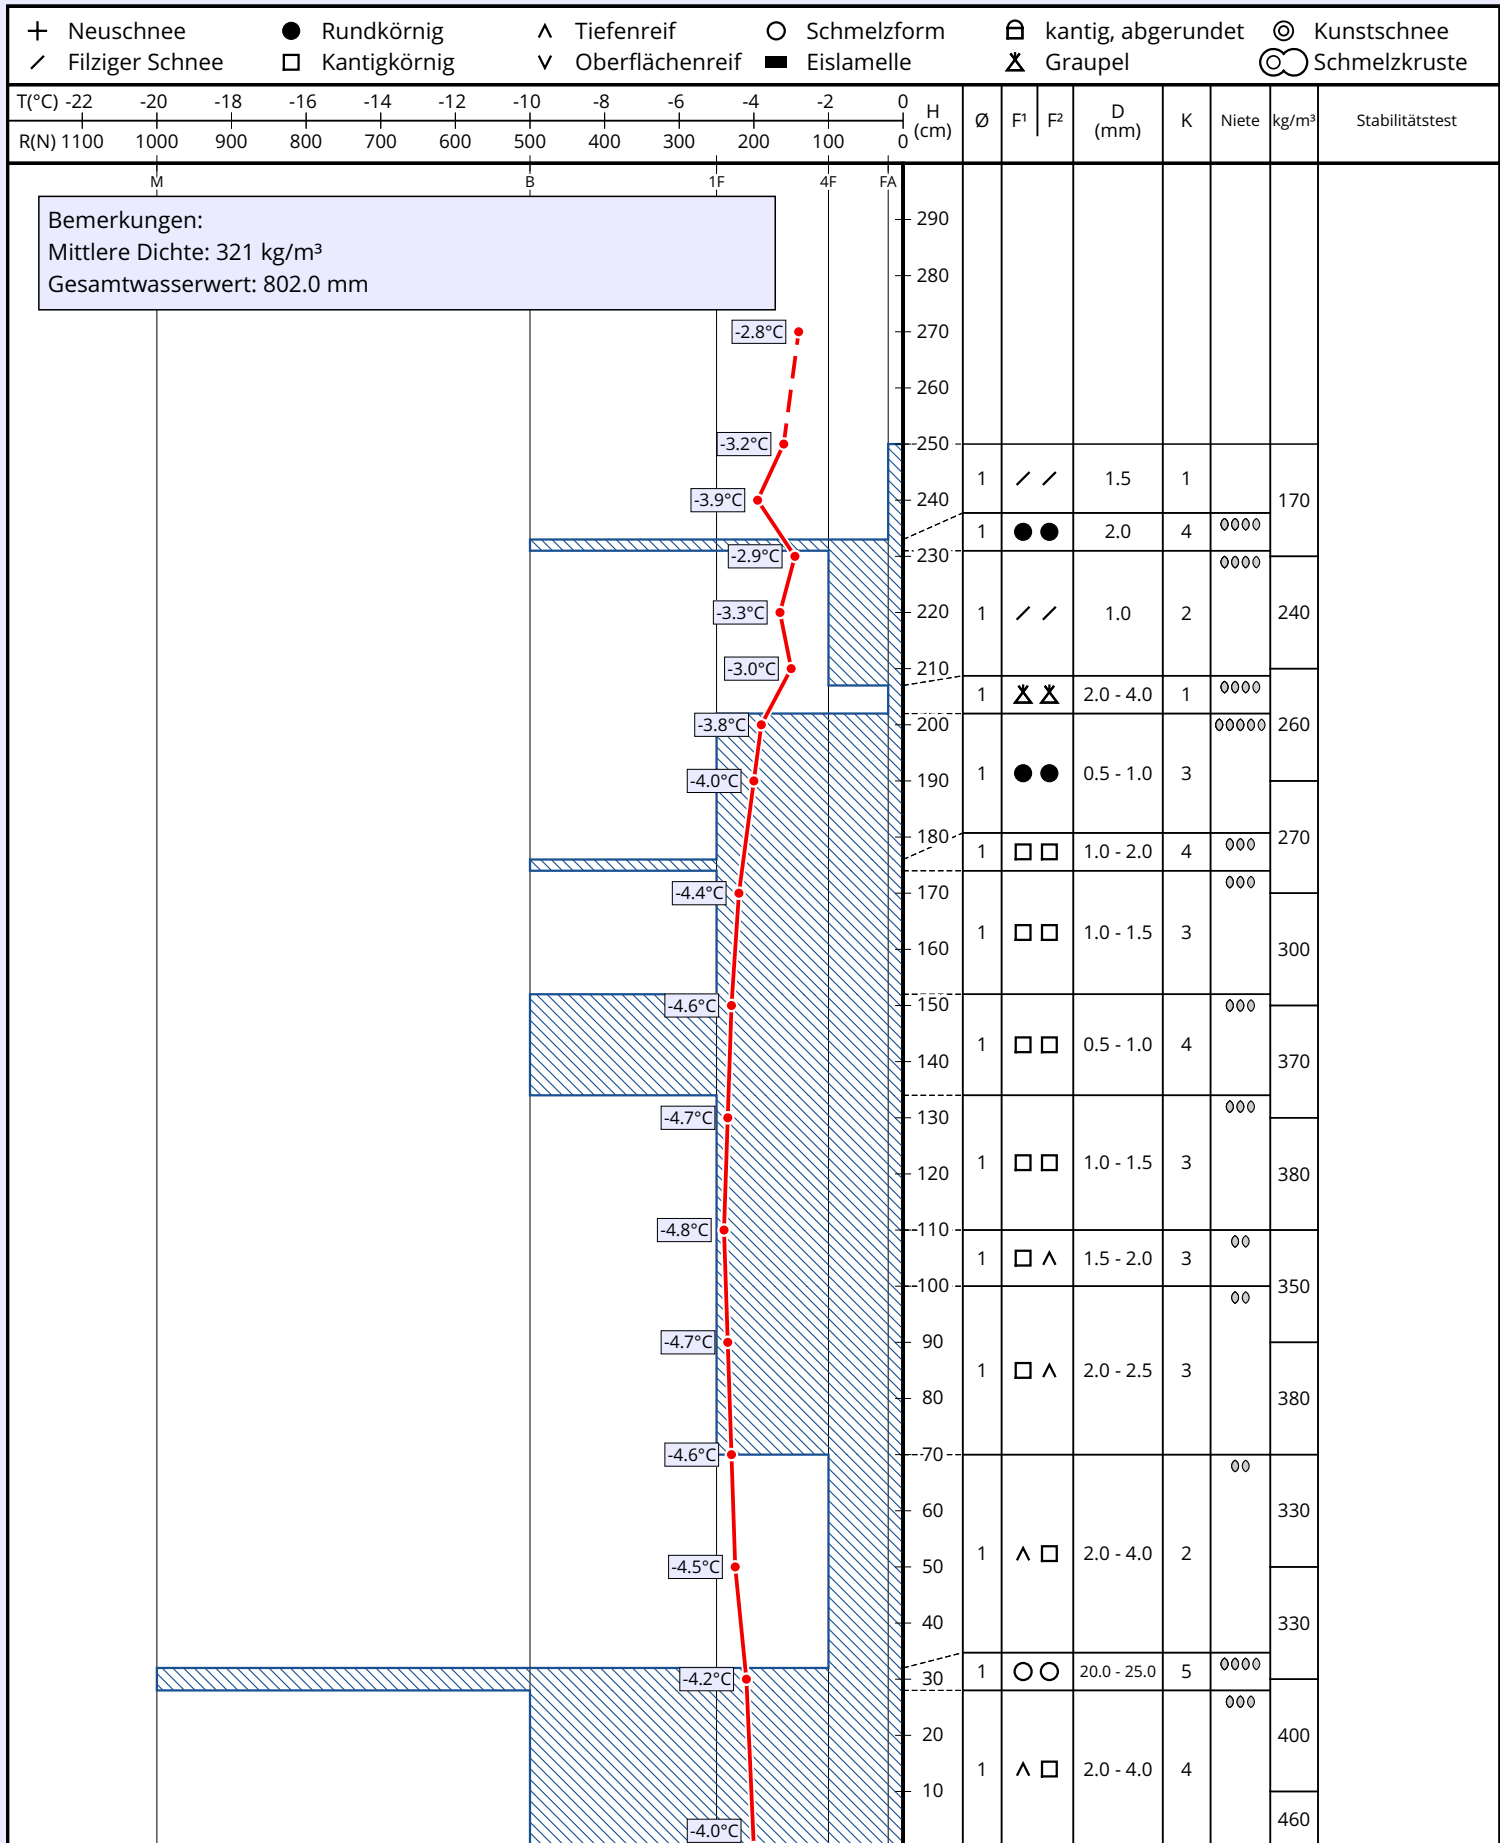 Neuschnee Rundkörnig Tiefenreif Schmelzform kantig, abgerundet Kunstschnee
Filziger Schnee Kantigkörnig Oberflächenreif Eislamelle Graupel Schmelzkruste
T(°C) -22 -20 -18 -16 -14 -12 -10 -8 -6 -4 -2 0
R(N) 1100 1000 900 800 700 600 500 400 300 200 100 0
H (cm) Ø F¹ F² D (mm) K Niete kg/m³ Stabilitätstest
M B 1F 4F FA
Bemerkungen:
Mittlere Dichte: 321 kg/m³
Gesamtwasserwert: 802.0 mm
290
280
-2.8°C 270
260
-3.2°C 250
1 1.5 1
-3.9°C 240 170
1 2.0 4
-2.9°C 230
-3.3°C 220 1 1.0 2 240
-3.0°C 210
1 2.0 - 4.0 1
-3.8°C 200 260
1 0.5 - 1.0 3
-4.0°C 190
180 270
1 1.0 - 2.0 4
-4.4°C 170
1 1.0 - 1.5 3
160 300
-4.6°C 150
1 0.5 - 1.0 4
140 370
-4.7°C 130
1 1.0 - 1.5 3
120 380
-4.8°C 110
1 1.5 - 2.0 3
100 350
-4.7°C 90
1 2.0 - 2.5 3
80 380
-4.6°C 70
60 330
1 2.0 - 4.0 2
-4.5°C 50
40 330
1 20.0 - 25.0 5
-4.2°C 30
20 400
1 2.0 - 4.0 4
10
-4.0°C 460